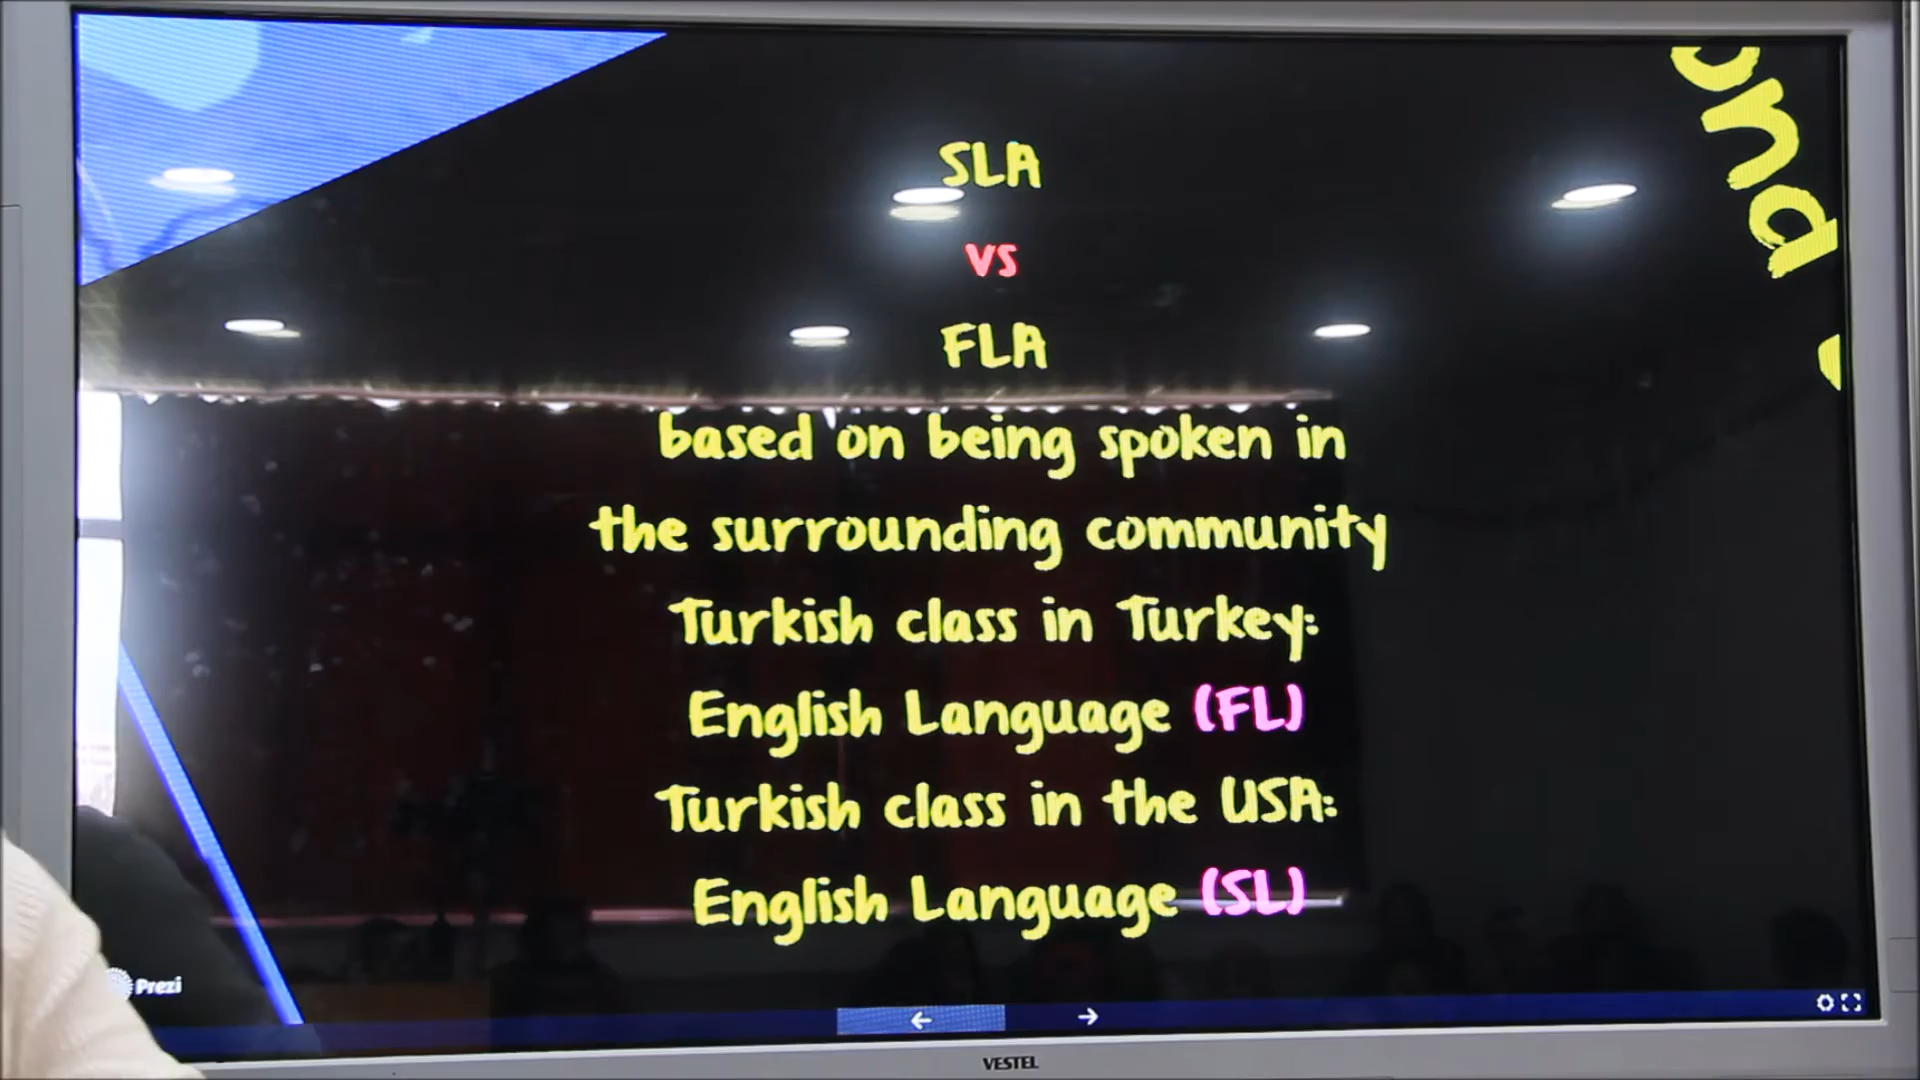 SLA
vs
FLA
based on being spoken in
the surrounding community
Turkish class in Turkey:
English Language (FL)
Turkish class in the USA:
English Language (SL)
ond
Prezi
VESTEL